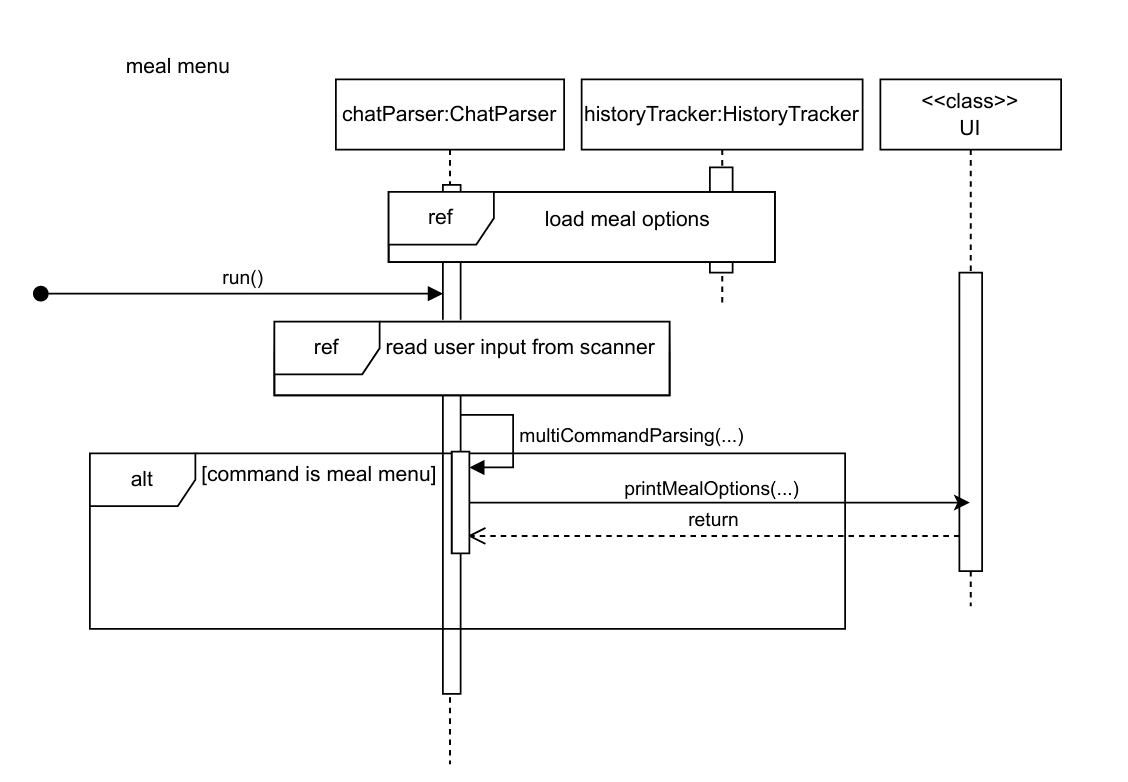 meal menu
chatParser:ChatParser
historyTracker:HistoryTracker
<<class>>
UI
ref
load meal options
run()
ref
read user input from scanner
multiCommandParsing(...)
alt
[command is meal menu]
printMealOptions(...)
return